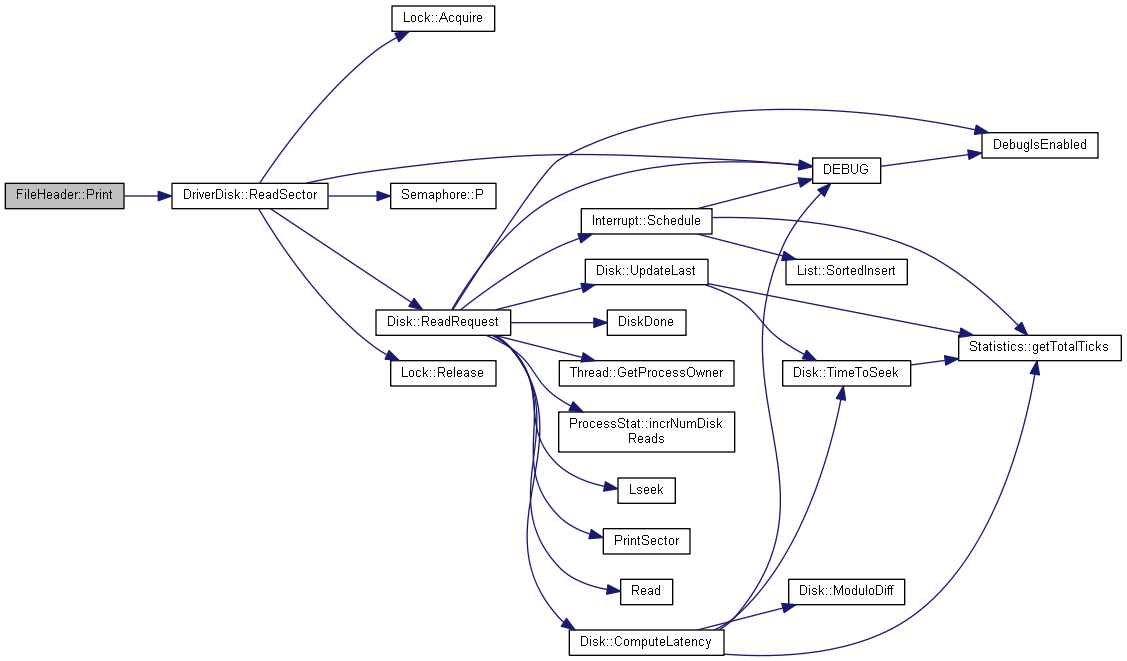 Lock::Acquire
DebugIsEnabled
DEBUG
FileHeader::Print
DriverDisk::ReadSector
Semaphore::P
Interrupt::Schedule
Disk::UpdateLast
List::SortedInsert
Disk::ReadRequest
DiskDone
Statistics::getTotalTicks
Lock::Release
Thread::GetProcessOwner
Disk::TimeToSeek
ProcessStat::incrNumDisk
Reads
Lseek
PrintSector
Read
Disk::ModuloDiff
Disk::ComputeLatency